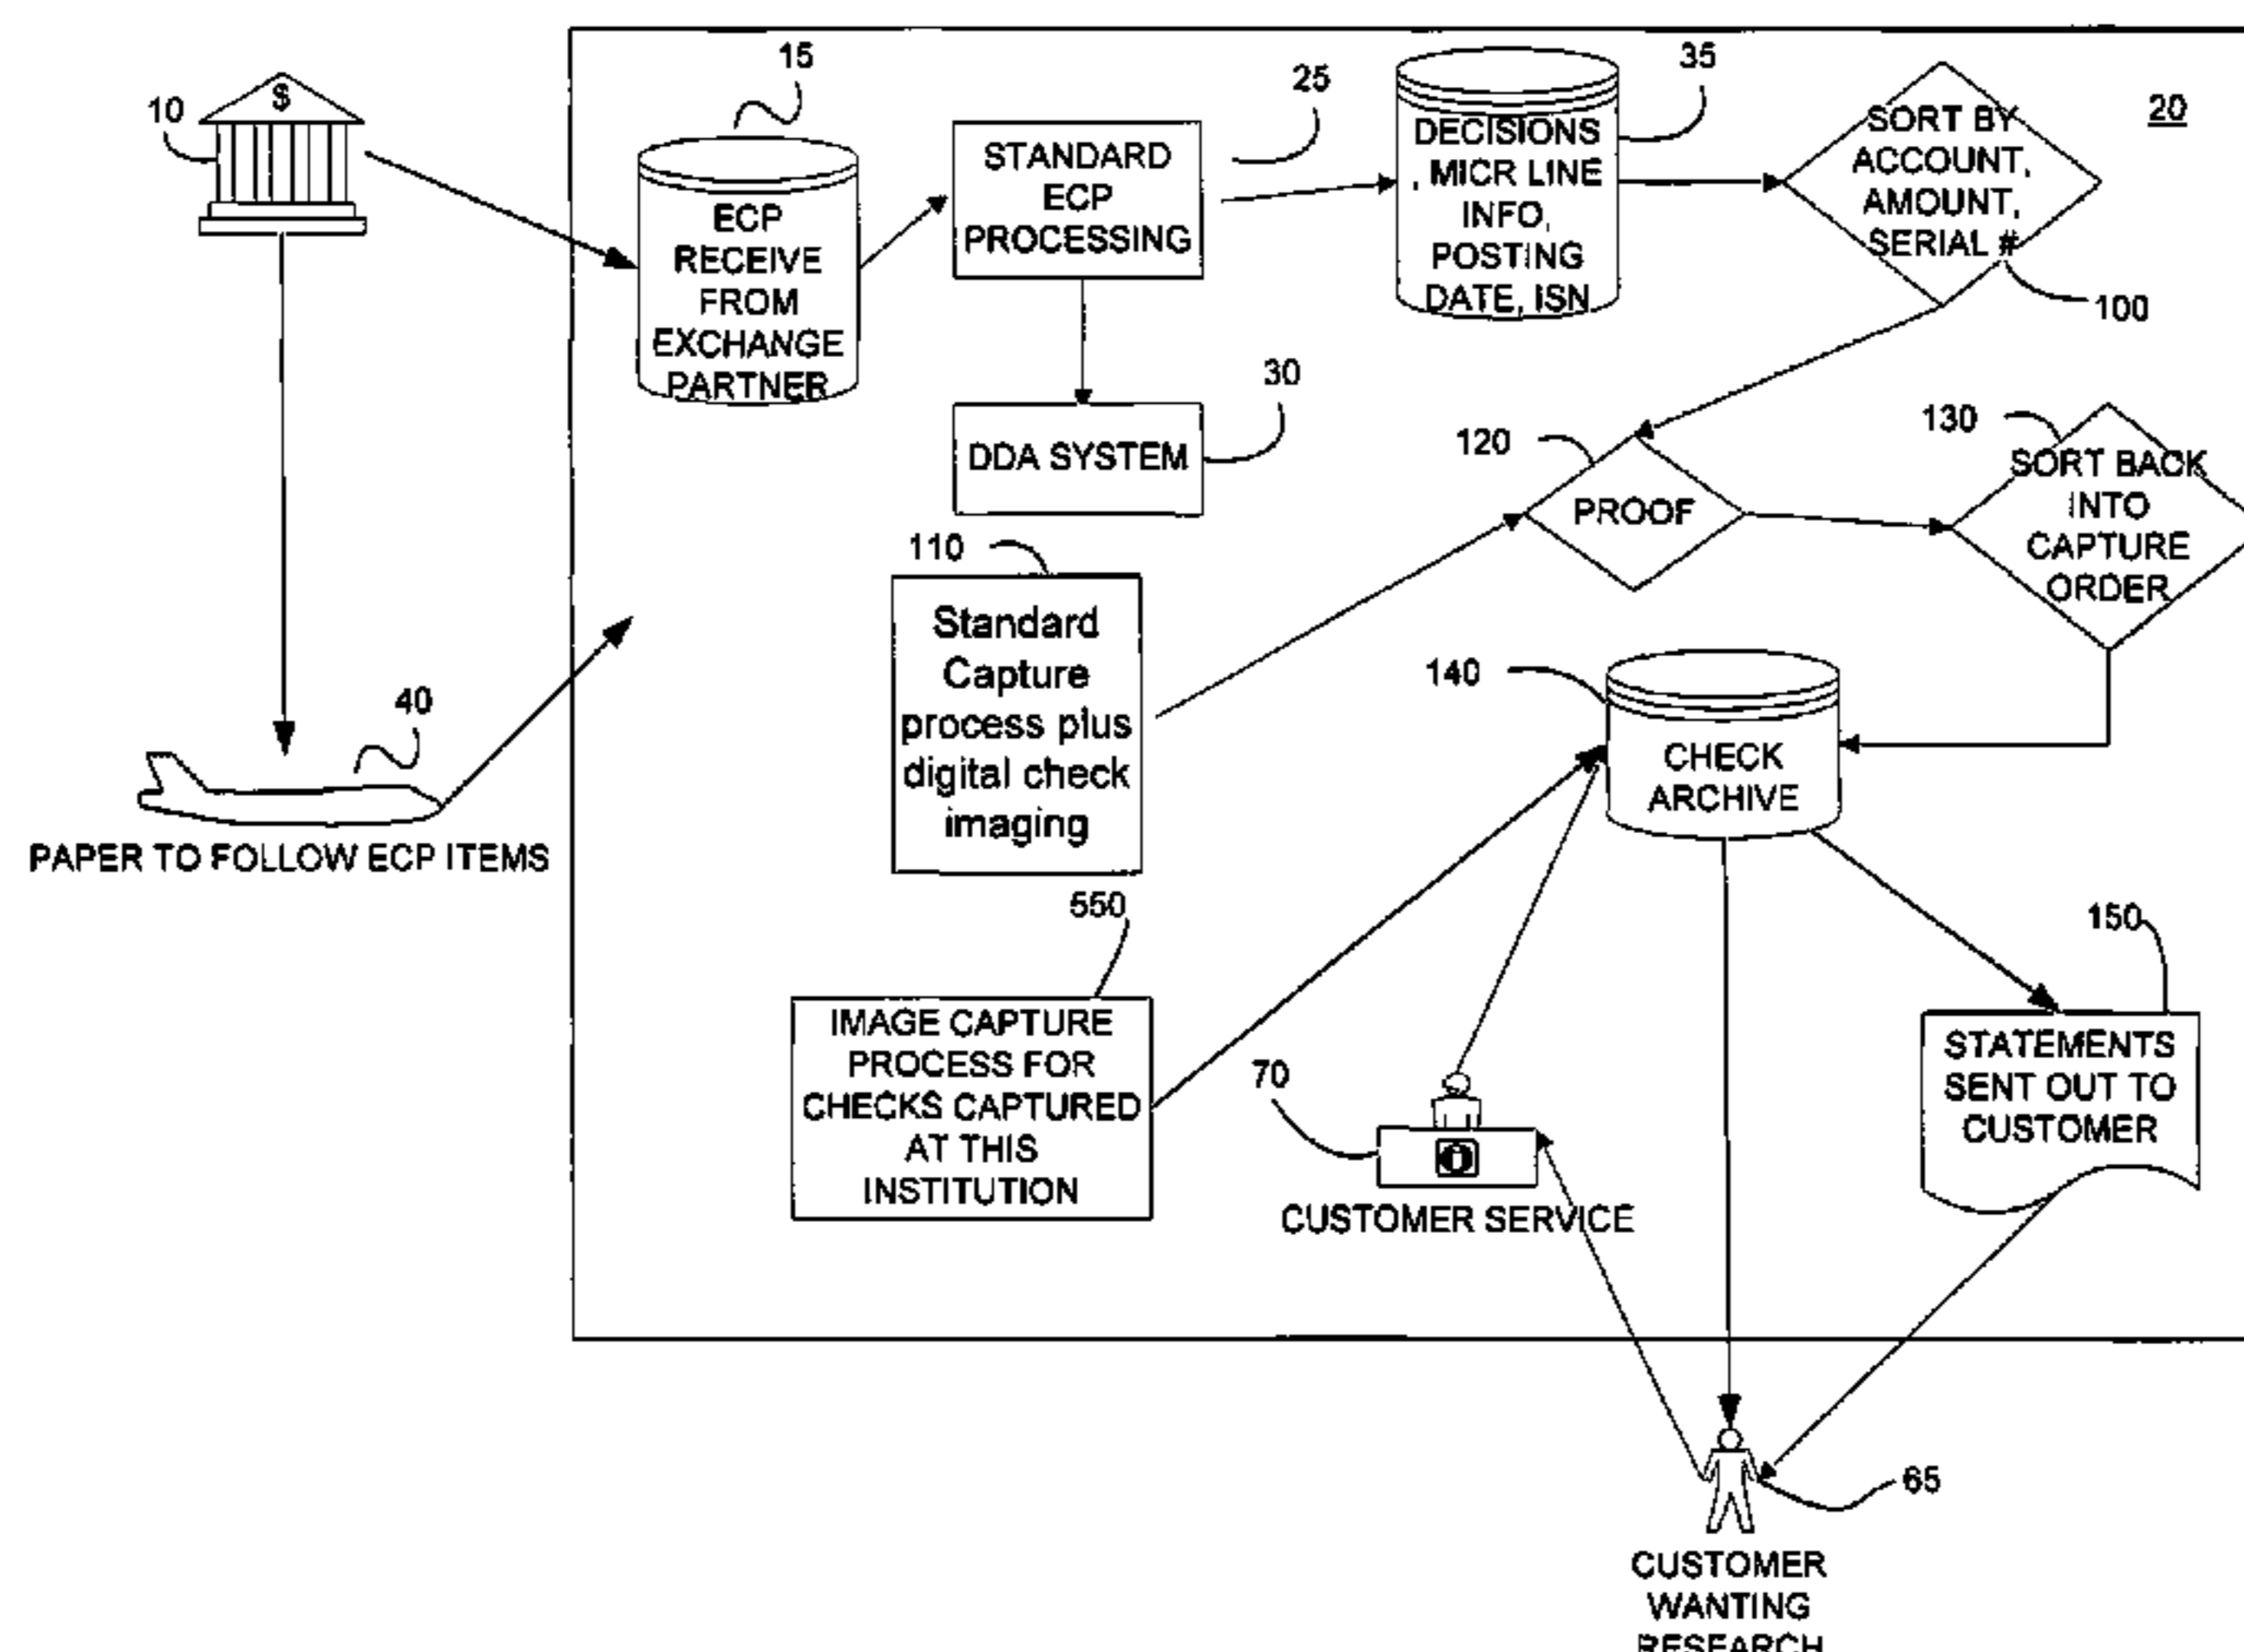 10
$
15
ECP
RECEIVE
FROM
EXCHANGE
PARTNER
25
STANDARD
ECP
PROCESSING
35
DECISIONS
, MICR LINE
INFO,
POSTING
DATE, ISN
SORT BY
ACCOUNT,
AMOUNT,
SERIAL #
100
20
30
DDA SYSTEM
120
PROOF
130
SORT BACK
INTO
CAPTURE
ORDER
110
Standard
Capture
process plus
digital check
imaging
140
CHECK
ARCHIVE
40
PAPER TO FOLLOW ECP ITEMS
550
IMAGE CAPTURE
PROCESS FOR
CHECKS CAPTURED
AT THIS
INSTITUTION
70
i
CUSTOMER SERVICE
150
STATEMENTS
SENT OUT TO
CUSTOMER
65
CUSTOMER
WANTING
RESEARCH